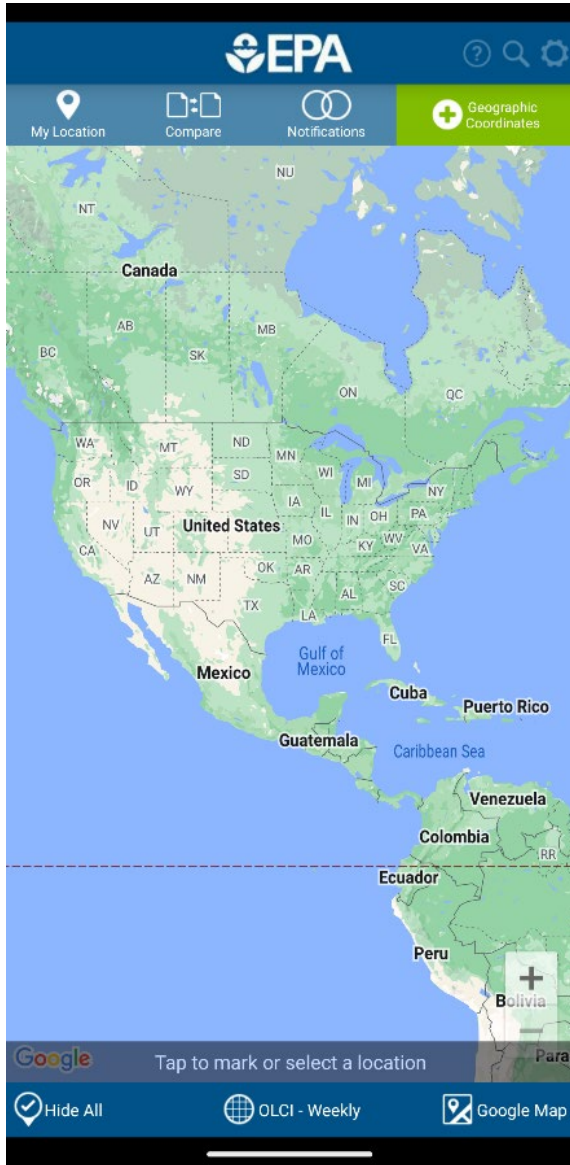 EPA
?
My Location
Compare
Notifications
Geographic
Coordinates
NU
NT
Canada
AB
MB
BC
SK
ON
QC
WA
MT
ND
MN
OR
ID
SD
WI
MI
WY
NY
IA
NV
UT
United States
IL
IN
OH
PA
CA
MO
KY
WV
VA
AZ
NM
OK
AR
SC
TX
AL
LA
FL
Gulf of
Mexico
Mexico
Cuba
Puerto Rico
Guatemala
Caribbean Sea
Venezuela
Colombia
RR
Ecuador
Peru
+
Bolivia
−
Google
Tap to mark or select a location
Para
Hide All
OLCI - Weekly
Google Map